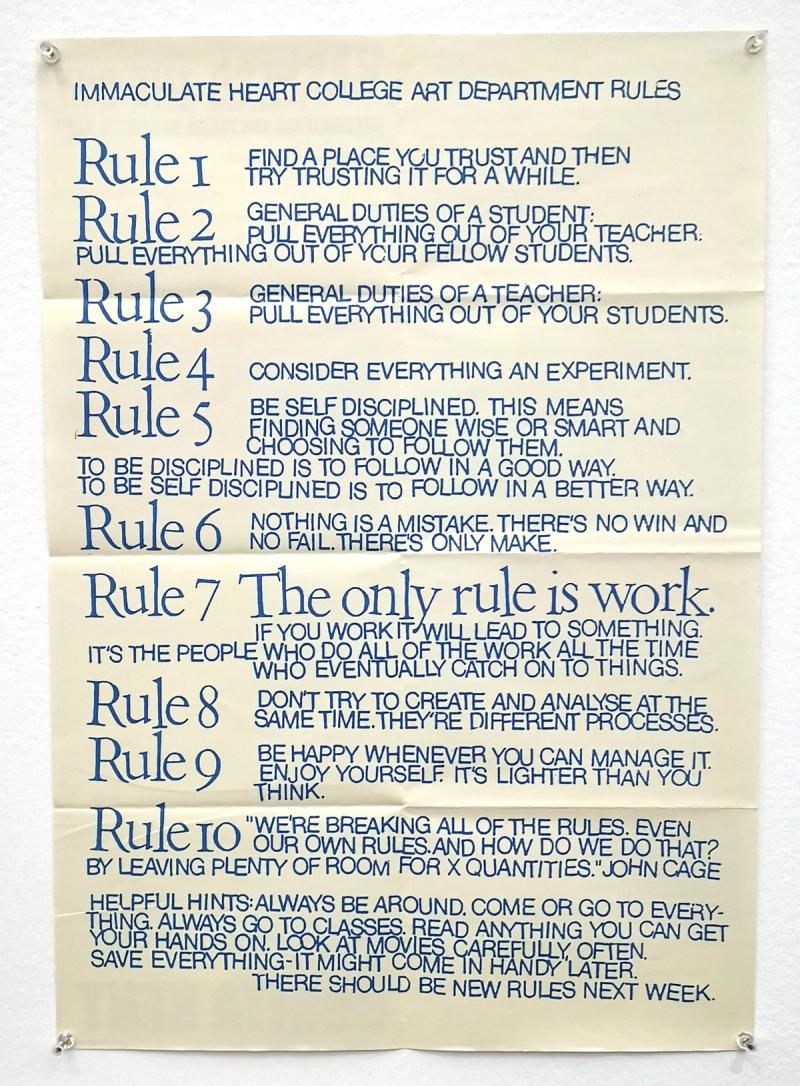 IMMACULATE HEART COLLEGE ART DEPARTMENT RULES
Rule 1 FIND A PLACE YOU TRUST AND THEN
TRY TRUSTING IT FOR A WHILE.
Rule 2 GENERAL DUTIES OF A STUDENT:
PULL EVERYTHING OUT OF YOUR TEACHER.
PULL EVERYTHING OUT OF YOUR FELLOW STUDENTS.
Rule 3 GENERAL DUTIES OF A TEACHER:
PULL EVERYTHING OUT OF YOUR STUDENTS.
Rule 4 CONSIDER EVERYTHING AN EXPERIMENT.
Rule 5 BE SELF DISCIPLINED. THIS MEANS
FINDING SOMEONE WISE OR SMART AND
CHOOSING TO FOLLOW THEM.
TO BE DISCIPLINED IS TO FOLLOW IN A GOOD WAY.
TO BE SELF DISCIPLINED IS TO FOLLOW IN A BETTER WAY.
Rule 6 NOTHING IS A MISTAKE. THERE'S NO WIN AND
NO FAIL. THERE'S ONLY MAKE.
Rule 7 The only rule is work.
IF YOU WORK IT WILL LEAD TO SOMETHING.
IT'S THE PEOPLE WHO DO ALL OF THE WORK ALL THE TIME
WHO EVENTUALLY CATCH ON TO THINGS.
Rule 8 DON'T TRY TO CREATE AND ANALYSE AT THE
SAME TIME. THEY'RE DIFFERENT PROCESSES.
Rule 9 BE HAPPY WHENEVER YOU CAN MANAGE IT.
ENJOY YOURSELF. IT'S LIGHTER THAN YOU
THINK.
Rule 10 "WE'RE BREAKING ALL OF THE RULES. EVEN
OUR OWN RULES. AND HOW DO WE DO THAT?
BY LEAVING PLENTY OF ROOM FOR X QUANTITIES." JOHN CAGE
HELPFUL HINTS: ALWAYS BE AROUND. COME OR GO TO EVERY-
THING. ALWAYS GO TO CLASSES. READ ANYTHING YOU CAN GET
YOUR HANDS ON. LOOK AT MOVIES CAREFULLY, OFTEN.
SAVE EVERYTHING-IT MIGHT COME IN HANDY LATER.
THERE SHOULD BE NEW RULES NEXT WEEK.